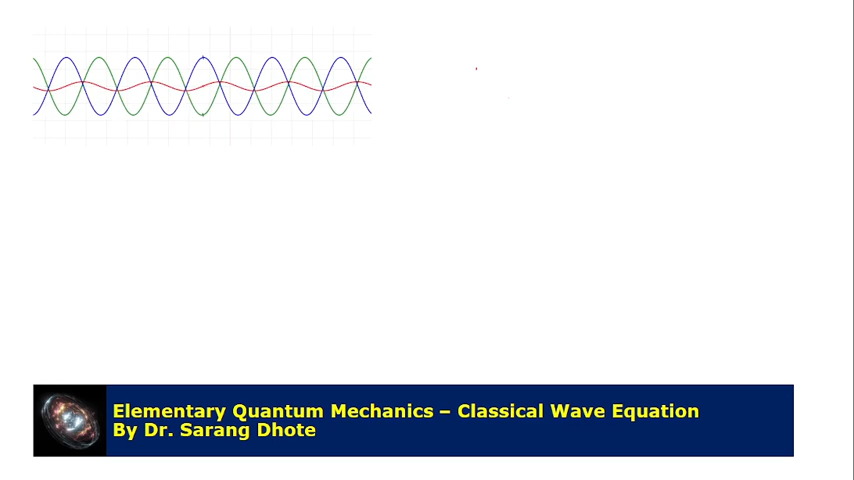 Elementary Quantum Mechanics – Classical Wave Equation
By Dr. Sarang Dhote